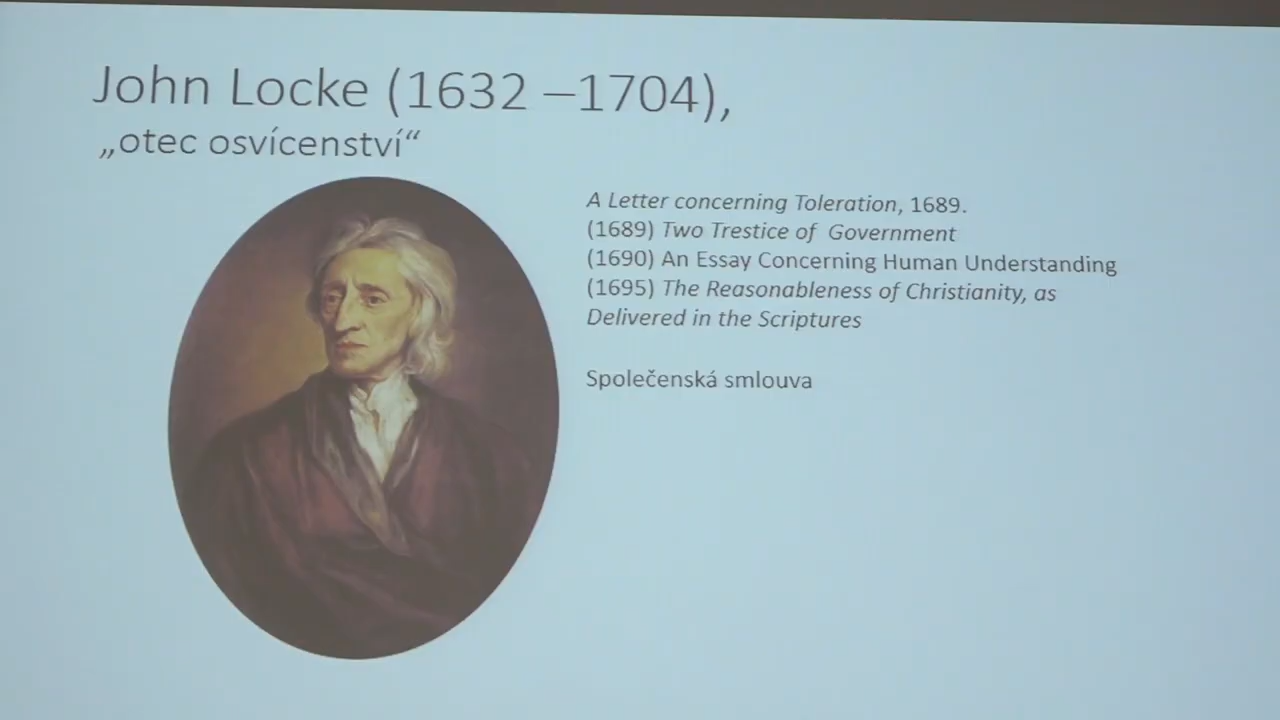 John Locke (1632 –1704),
„otec osvícenství“
A Letter concerning Toleration, 1689.
(1689) Two Trestice of Government
(1690) An Essay Concerning Human Understanding
(1695) The Reasonableness of Christianity, as
Delivered in the Scriptures
Společenská smlouva